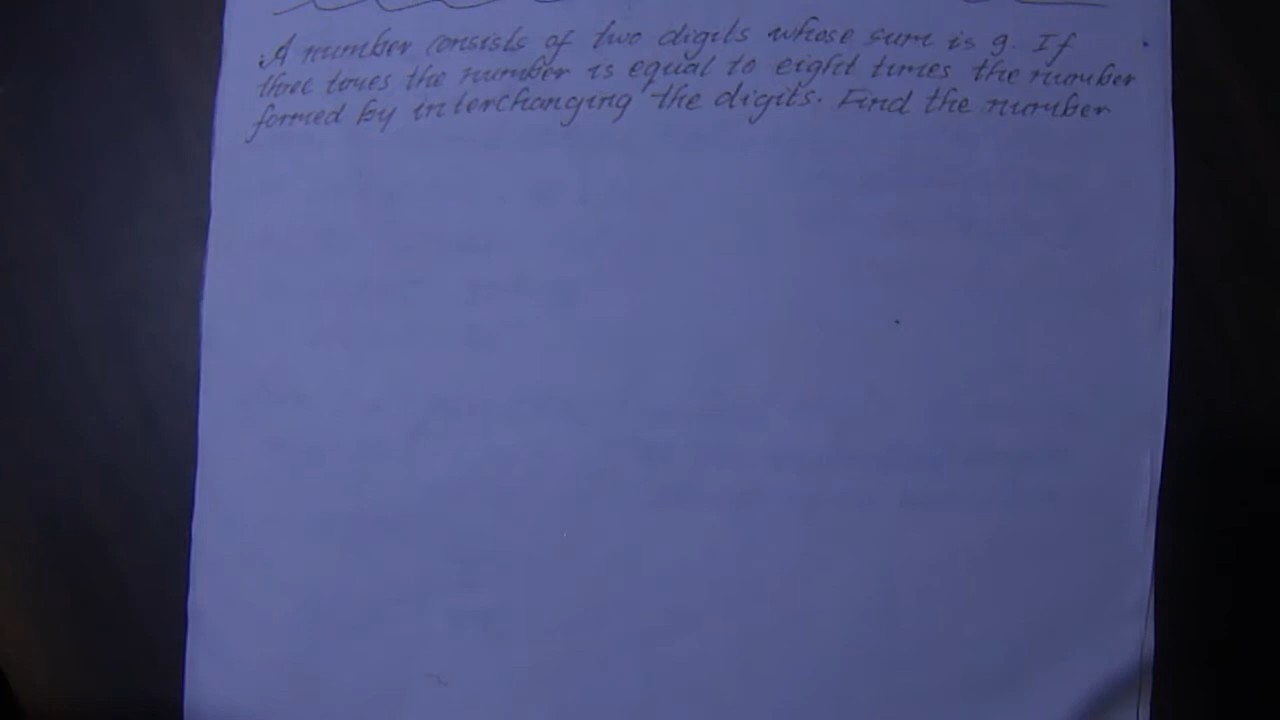 A number consists of two digits whose sum is 9. If
three times the number is equal to eight times the number
formed by interchanging the digits. Find the number